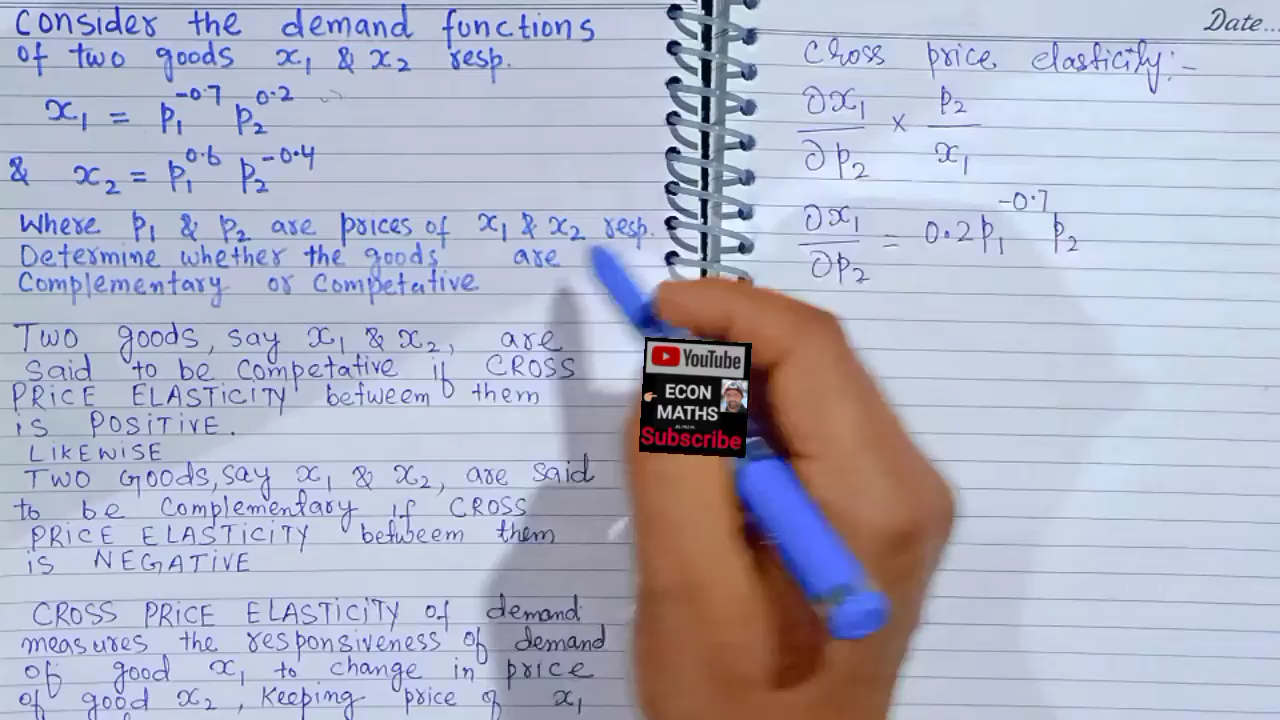 Consider the demand functions
of two goods x₁ & x₂ resp.
x₁ = p₁^-0.7 p₂^0.2
& x₂ = p₁^0.6 p₂^-0.4
Where p₁ & p₂ are prices of x₁ & x₂ resp.
Determine whether the goods are
Complementary or Competative
Two goods, say x₁ & x₂, are
said to be Competative if CROSS
PRICE ELASTICITY betweem them
is POSITIVE.
LIKEWISE
TWO GOODS, say x₁ & x₂, are said
to be Complementary if CROSS
PRICE ELASTICITY betweem them
is NEGATIVE
CROSS PRICE ELASTICITY of demand
measures the responsiveness of demand
of good x₁ to change in price
of good x₂, Keeping price of x₁
Date...
Cross price elasticity:-
∂x₁/∂p₂ × p₂/x₁
∂x₁/∂p₂ = 0.2p₁^-0.7 p₂
YouTube
ECON
MATHS
Subscribe